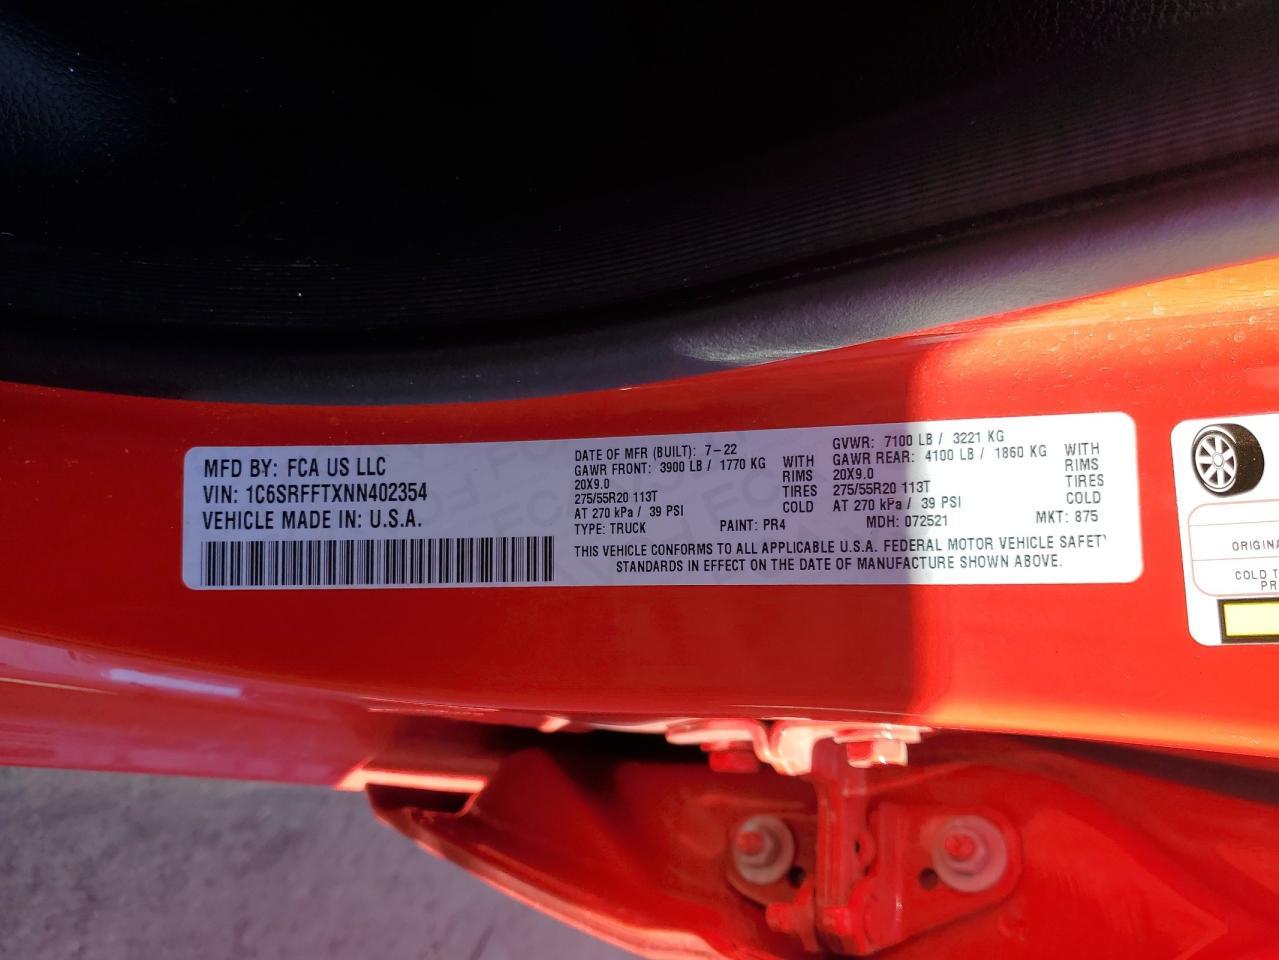 MFD BY: FCA US LLC
VIN: 1C6SRFFTXNN402354
VEHICLE MADE IN: U.S.A.
DATE OF MFR (BUILT): 7-22
GAWR FRONT: 3900 LB / 1770 KG WITH
20X9.0 RIMS
275/55R20 113T TIRES
AT 270 kPa / 39 PSI COLD
TYPE: TRUCK PAINT: PR4
GVWR: 7100 LB / 3221 KG
GAWR REAR: 4100 LB / 1860 KG WITH
20X9.0 RIMS
275/55R20 113T TIRES
AT 270 kPa / 39 PSI COLD
MDH: 072521 MKT: 875
THIS VEHICLE CONFORMS TO ALL APPLICABLE U.S.A. FEDERAL MOTOR VEHICLE SAFETY
STANDARDS IN EFFECT ON THE DATE OF MANUFACTURE SHOWN ABOVE.
ORIGINA
COLD T
PR